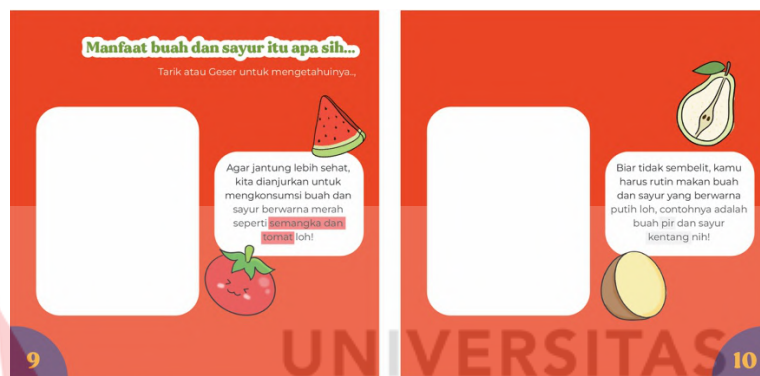 Manfaat buah dan sayur itu apa sih...
Tarik atau Geser untuk mengetahuinya..,
Agar jantung lebih sehat,
kita dianjurkan untuk
mengkonsumsi buah dan
sayur berwarna merah
seperti semangka dan
tomat loh!
9
Biar tidak sembelit, kamu
harus rutin makan buah
dan sayur yang berwarna
putih loh, contohnya adalah
buah pir dan sayur
kentang nih!
10
UNIVERSITAS